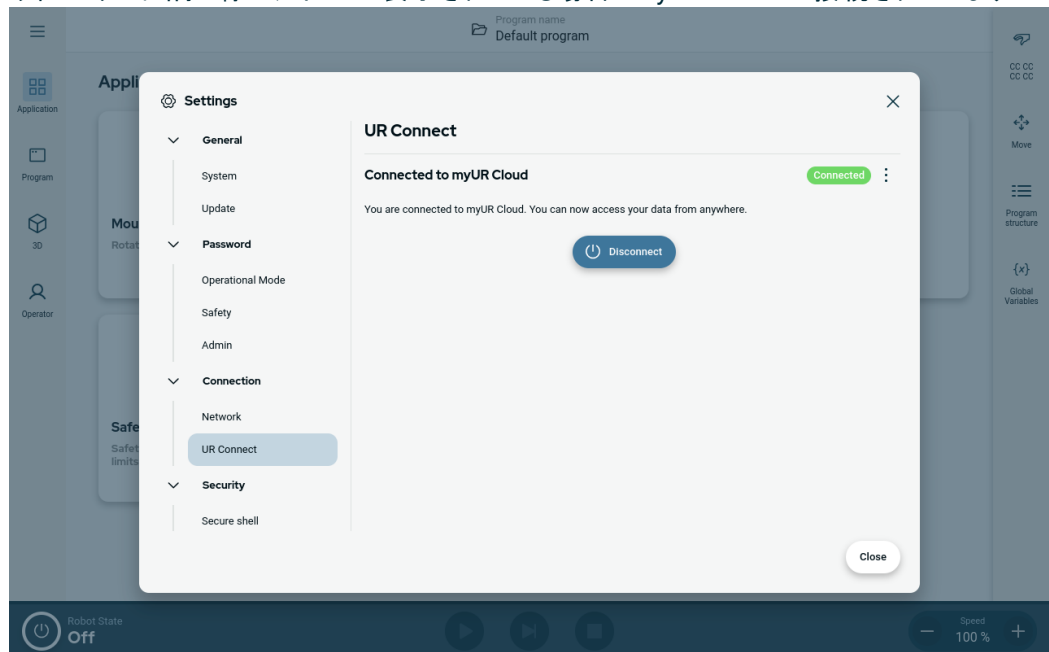 Program name
Default program
Application
Program
3D
Operator
Appli
Mou
Rotat
Safe
Safet
limits
Settings
General
System
Update
Password
Operational Mode
Safety
Admin
Connection
Network
UR Connect
Security
Secure shell
UR Connect
Connected to myUR Cloud
Connected
You are connected to myUR Cloud. You can now access your data from anywhere.
Disconnect
Close
CC CC
CC CC
Move
Program
structure
{x}
Global
Variables
Robot State
Off
Speed
100 %